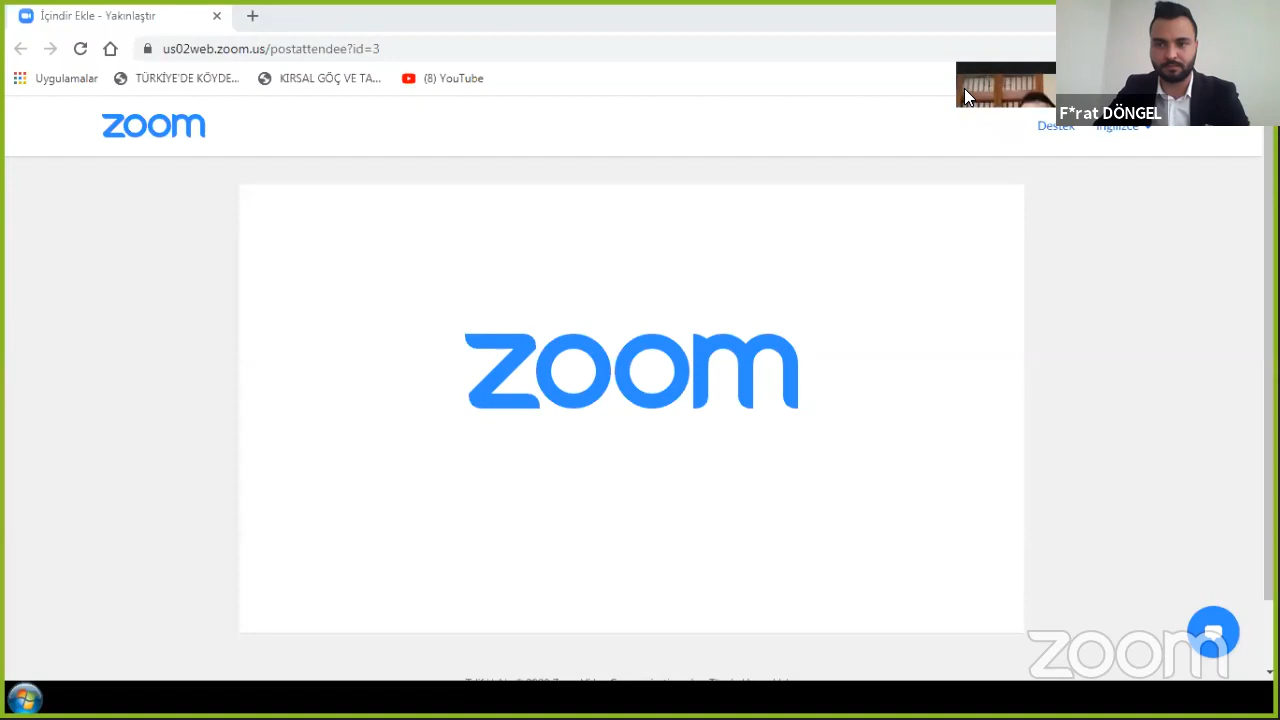 İçindir Ekle - Yakınlaştır
us02web.zoom.us/postattendee?id=3
Uygulamalar TÜRKİYE'DE KÖYDE... KIRSAL GÖÇ VE TA... (8) YouTube
F*rat DÖNGEL
zoom
Destek İngilizce
zoom
zoom